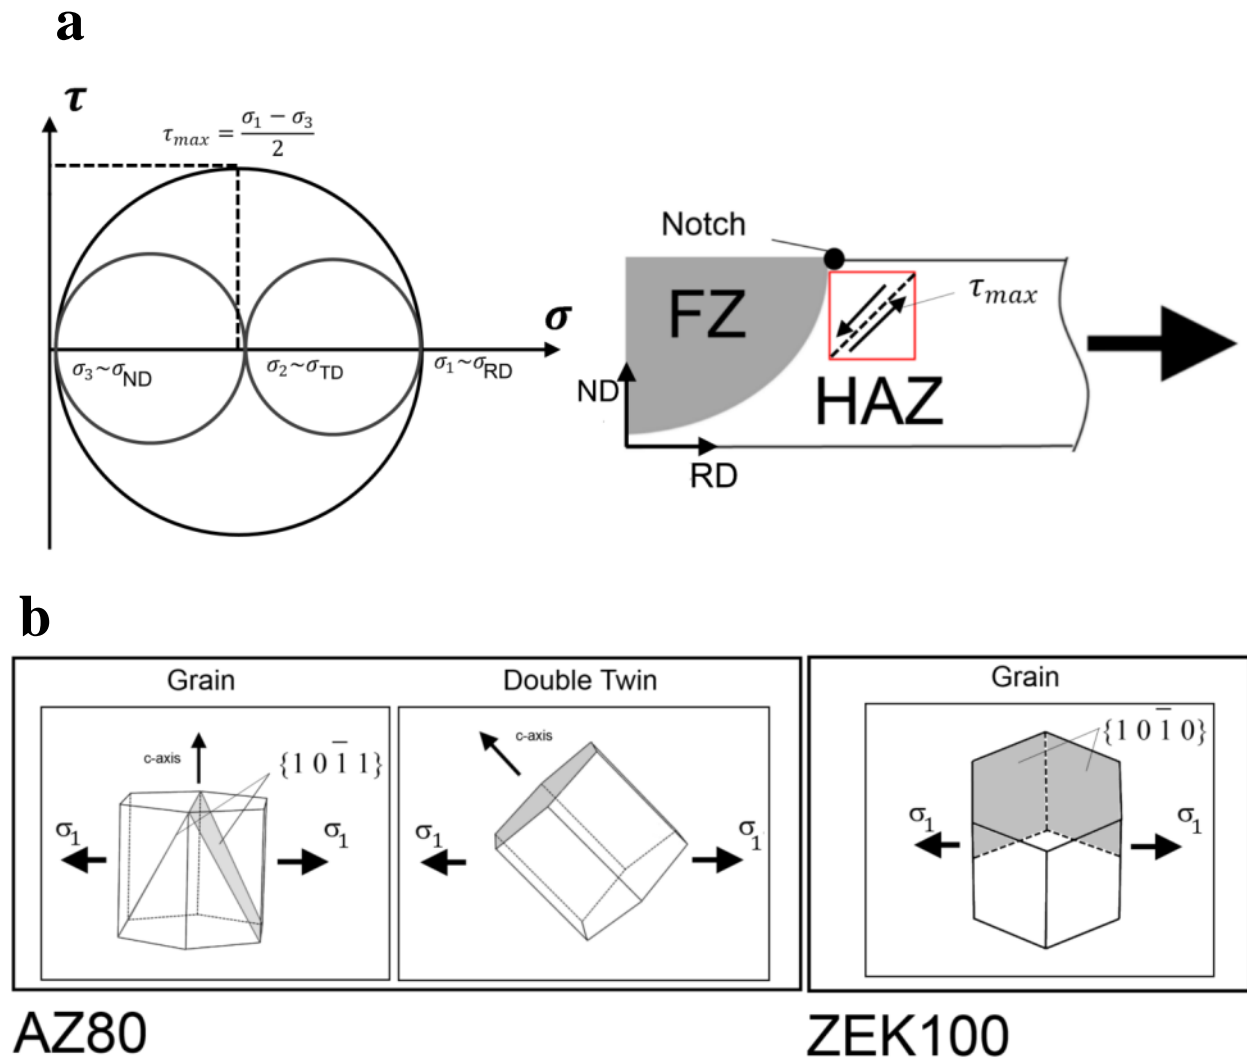 a
τ
τmax = (σ1 − σ3)/2
σ
σ3~σND
σ2~σTD
σ1~σRD
Notch
FZ
τmax
HAZ
ND
RD
b
Grain
c-axis
{1 0 1̄ 1}
σ1
σ1
Double Twin
c-axis
σ1
σ1
Grain
{1 0 1̄ 0}
σ1
σ1
AZ80
ZEK100